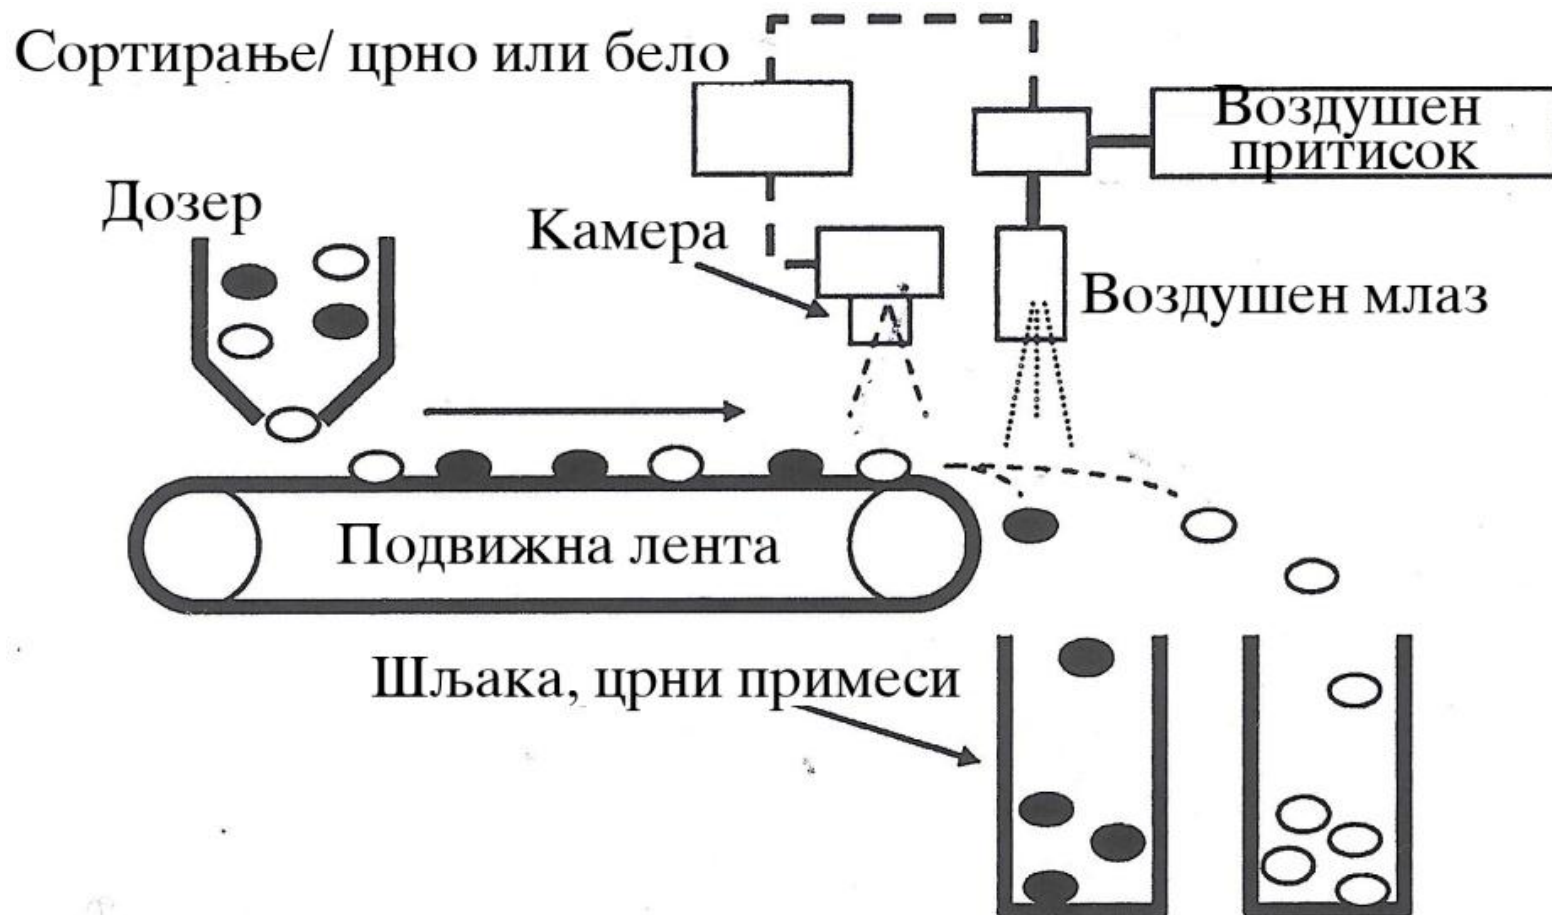 Сортирање/ црно или бело
Воздушен
притисок
Дозер
Камера
Воздушен млаз
Подвижна лента
Шљака, црни примеси